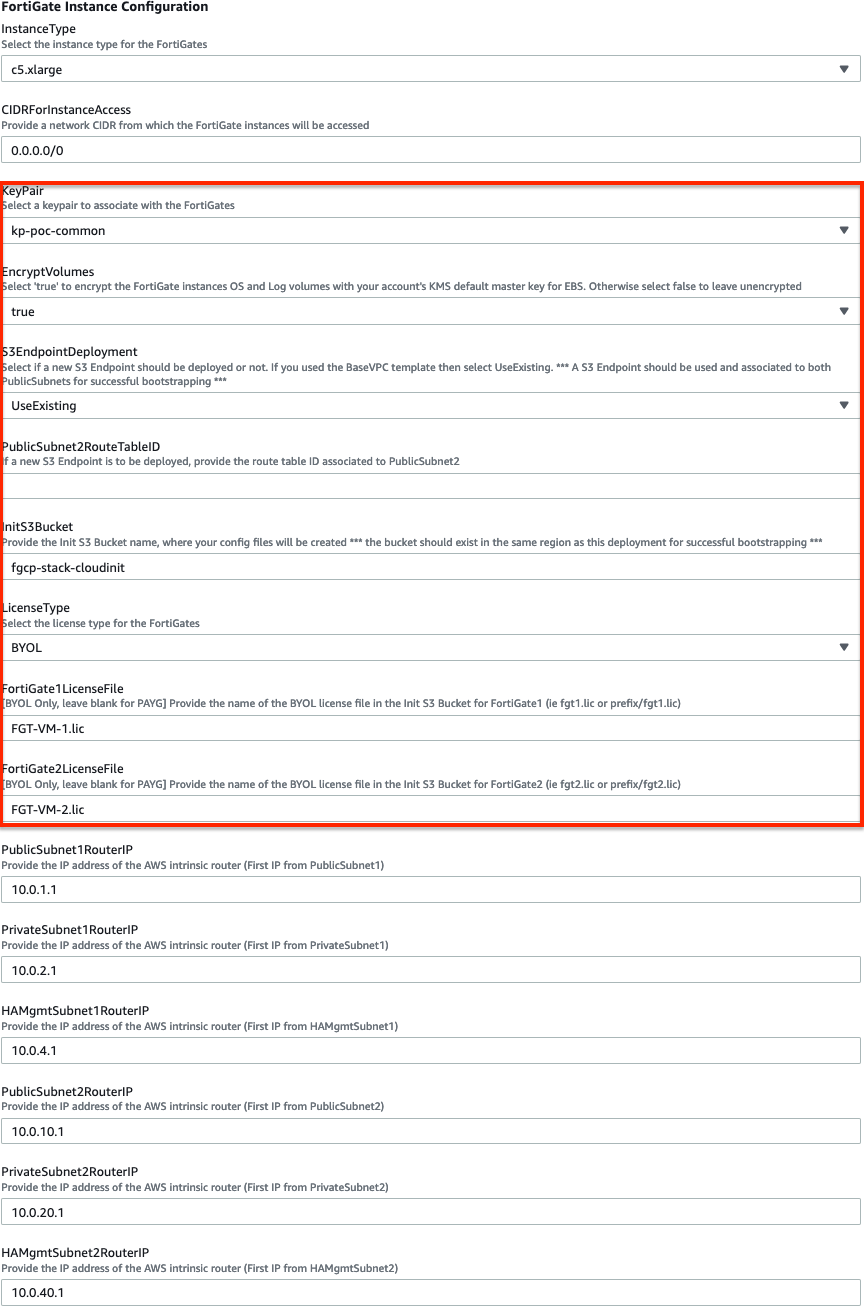 FortiGate Instance Configuration
InstanceType
Select the instance type for the FortiGates
c5.xlarge
CIDRForInstanceAccess
Provide a network CIDR from which the FortiGate instances will be accessed
0.0.0.0/0
KeyPair
Select a keypair to associate with the FortiGates
kp-poc-common
EncryptVolumes
Select 'true' to encrypt the FortiGate instances OS and Log volumes with your account's KMS default master key for EBS. Otherwise select false to leave unencrypted
true
S3EndpointDeployment
Select if a new S3 Endpoint should be deployed or not. If you used the BaseVPC template then select UseExisting. *** A S3 Endpoint should be used and associated to both
PublicSubnets for successful bootstrapping ***
UseExisting
PublicSubnet2RouteTableID
If a new S3 Endpoint is to be deployed, provide the route table ID associated to PublicSubnet2
InitS3Bucket
Provide the Init S3 Bucket name, where your config files will be created *** the bucket should exist in the same region as this deployment for successful bootstrapping ***
fgcp-stack-cloudinit
LicenseType
Select the license type for the FortiGates
BYOL
FortiGate1LicenseFile
[BYOL Only, leave blank for PAYG] Provide the name of the BYOL license file in the Init S3 Bucket for FortiGate1 (ie fgt1.lic or prefix/fgt1.lic)
FGT-VM-1.lic
FortiGate2LicenseFile
[BYOL Only, leave blank for PAYG] Provide the name of the BYOL license file in the Init S3 Bucket for FortiGate2 (ie fgt2.lic or prefix/fgt2.lic)
FGT-VM-2.lic
PublicSubnet1RouterIP
Provide the IP address of the AWS intrinsic router (First IP from PublicSubnet1)
10.0.1.1
PrivateSubnet1RouterIP
Provide the IP address of the AWS intrinsic router (First IP from PrivateSubnet1)
10.0.2.1
HAMgmtSubnet1RouterIP
Provide the IP address of the AWS intrinsic router (First IP from HAMgmtSubnet1)
10.0.4.1
PublicSubnet2RouterIP
Provide the IP address of the AWS intrinsic router (First IP from PublicSubnet2)
10.0.10.1
PrivateSubnet2RouterIP
Provide the IP address of the AWS intrinsic router (First IP from PrivateSubnet2)
10.0.20.1
HAMgmtSubnet2RouterIP
Provide the IP address of the AWS intrinsic router (First IP from HAMgmtSubnet2)
10.0.40.1